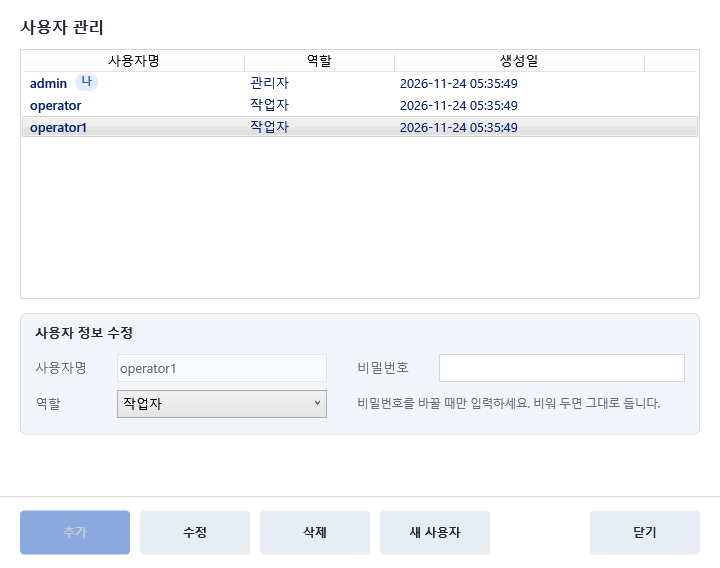 사용자 관리
사용자명 역할 생성일
admin 나 관리자 2026-11-24 05:35:49
operator 작업자 2026-11-24 05:35:49
operator1 작업자 2026-11-24 05:35:49
사용자 정보 수정
사용자명 operator1 비밀번호
역할 작업자 비밀번호를 바꿀 때만 입력하세요. 비워 두면 그대로 둡니다.
추가 수정 삭제 새 사용자 닫기